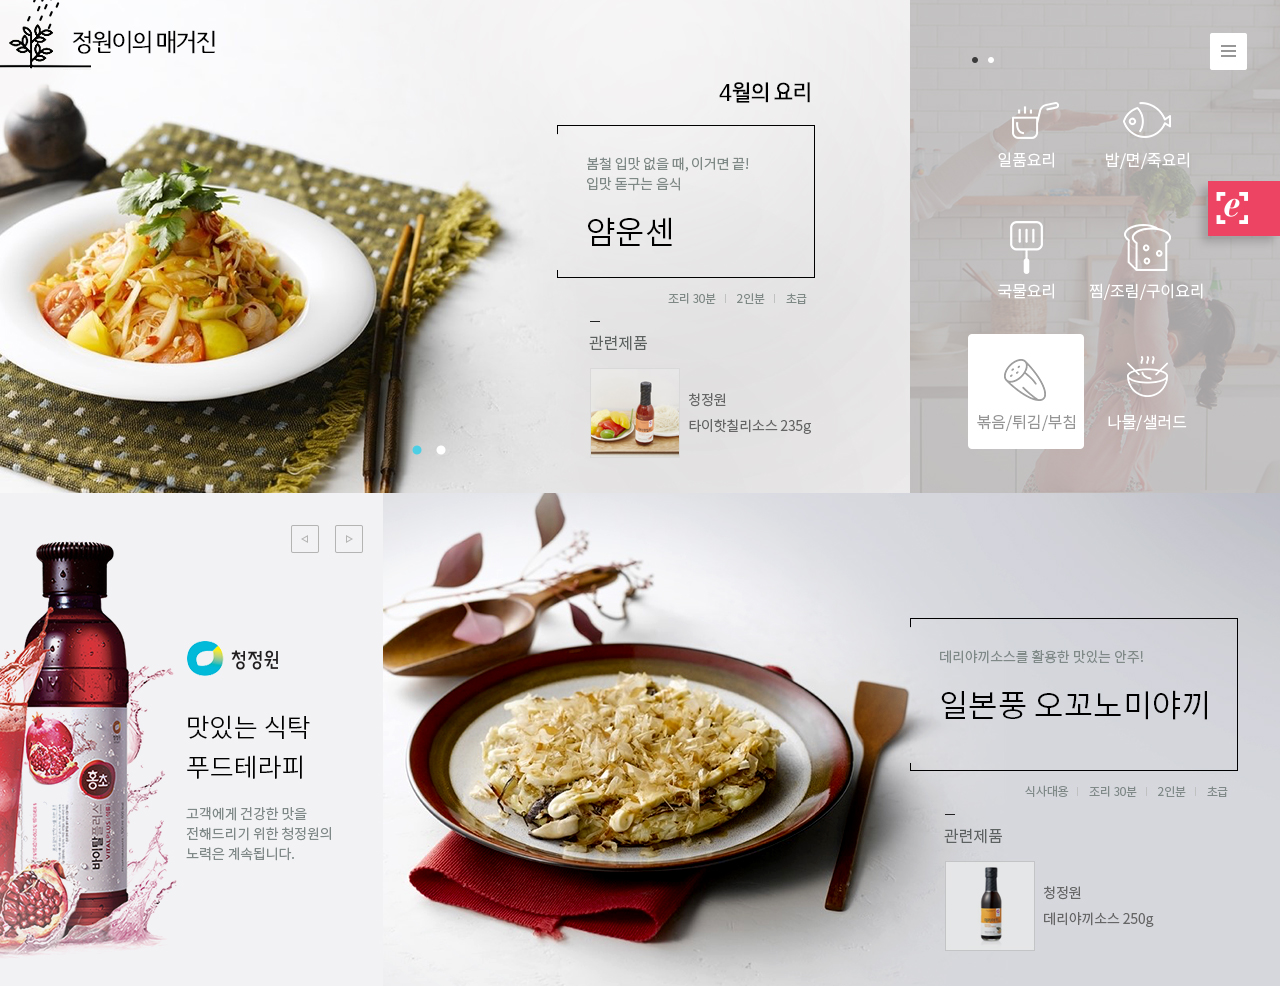 정원이의 매거진
4월의 요리
봄철 입맛 없을 때, 이거면 끝!
입맛 돋구는 음식
얌운센
조리 30분
2인분
초급
관련제품
청정원
타이핫칠리소스 235g
일품요리
밥/면/죽요리
국물요리
찜/조림/구이요리
볶음/튀김/부침
나물/샐러드
e
청정원
맛있는 식탁
푸드테라피
고객에게 건강한 맛을
전해드리기 위한 청정원의
노력은 계속됩니다.
홍초
데리야끼소스를 활용한 맛있는 안주!
일본풍 오꼬노미야끼
식사대용
조리 30분
2인분
초급
관련제품
청정원
데리야끼소스 250g